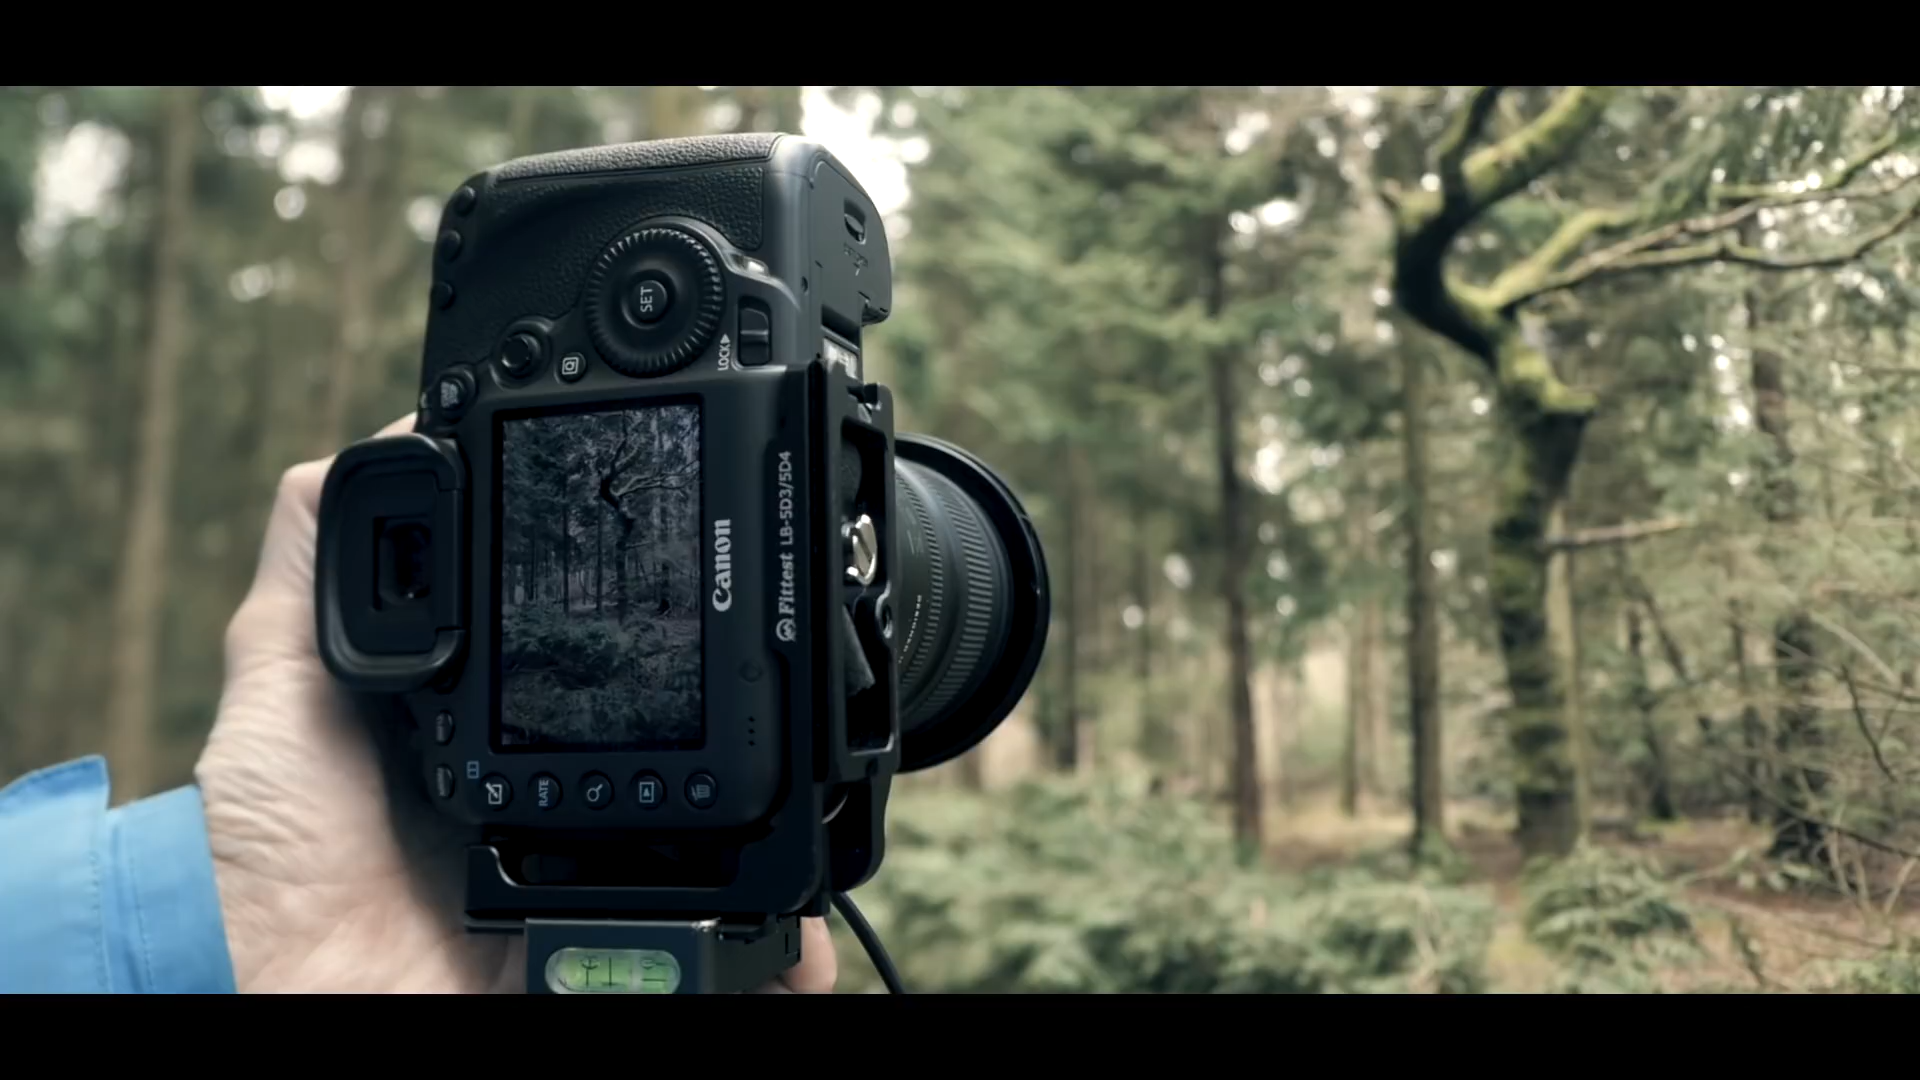 SET
LOCK
Q
Canon
Fittest LB-5D3/5D4
RATE